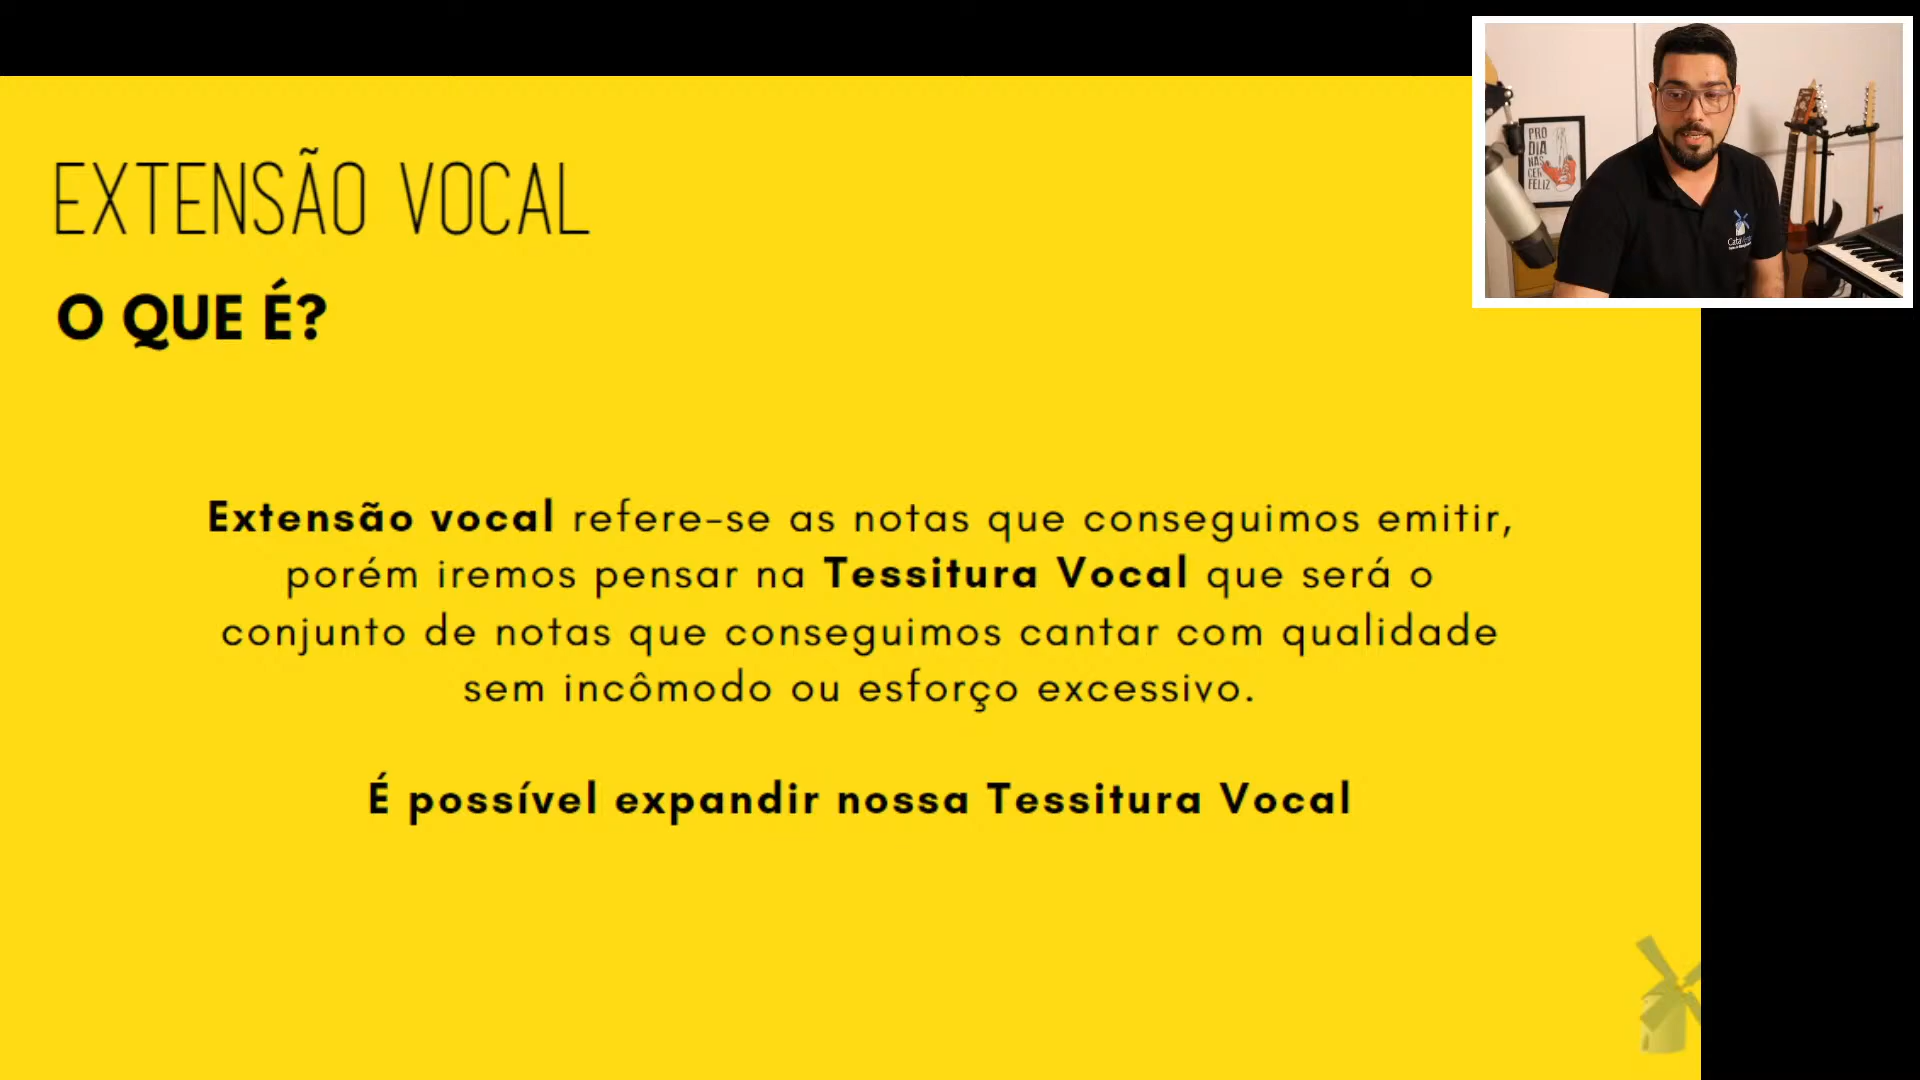 EXTENSÃO VOCAL
O QUE É?
Extensão vocal refere-se as notas que conseguimos emitir,
porém iremos pensar na Tessitura Vocal que será o
conjunto de notas que conseguimos cantar com qualidade
sem incômodo ou esforço excessivo.
É possível expandir nossa Tessitura Vocal
PRO
DIA
NAS
CER
FELIZ